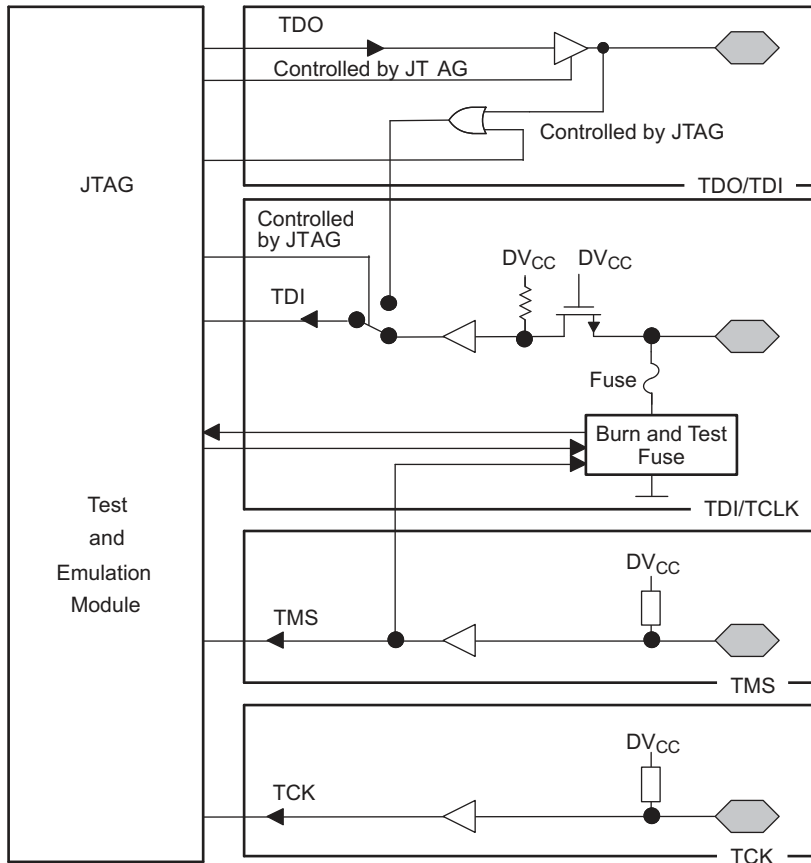 TDO
Controlled by JT AG
Controlled by JTAG
TDO/TDI
JTAG
Controlled
by JTAG
DVCC
DVCC
TDI
Fuse
Burn and Test
Fuse
TDI/TCLK
Test
and
Emulation
Module
DVCC
TMS
TMS
DVCC
TCK
TCK